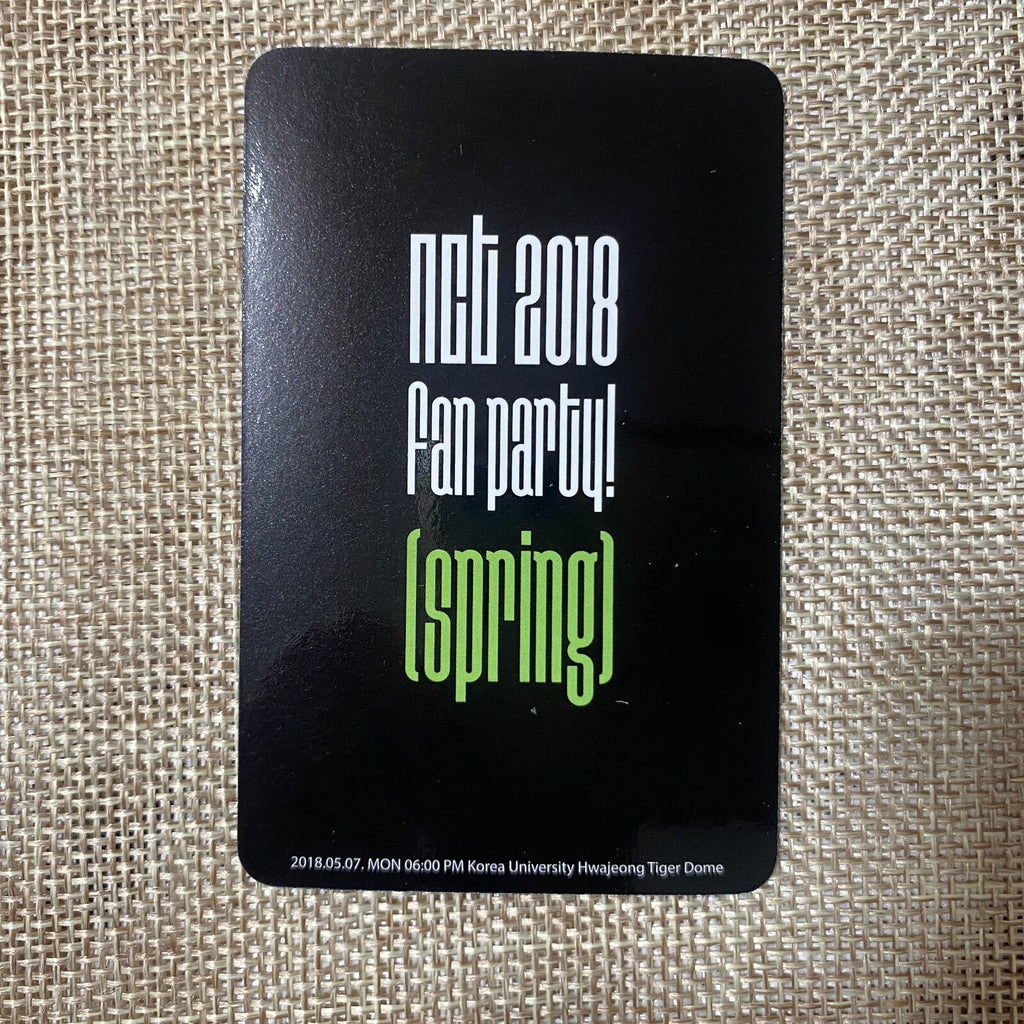 nct 2018
fan party!
(spring)
2018.05.07. MON 06:00 PM Korea University Hwajeong Tiger Dome